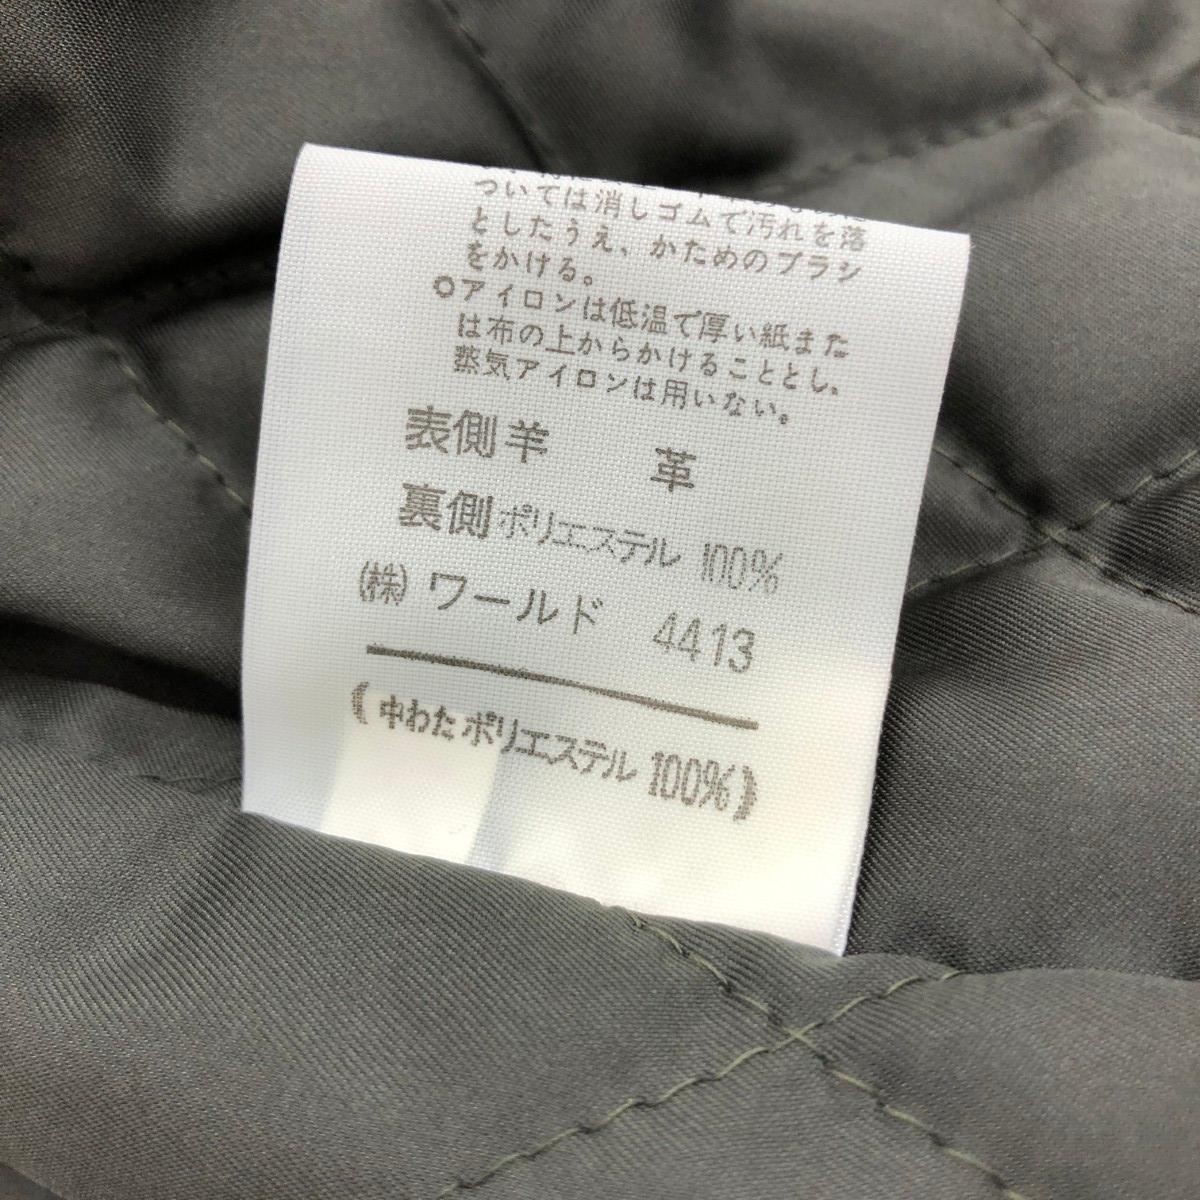 ついては消しゴムで汚れを落
としたうえ、かためのブラシ
をかける。
○アイロンは低温で厚い紙また
は布の上からかけることとし、
蒸気アイロンは用いない。
表側羊 革
裏側ポリエステル 100%
(株)ワールド 4413
《中わたポリエステル 100%》